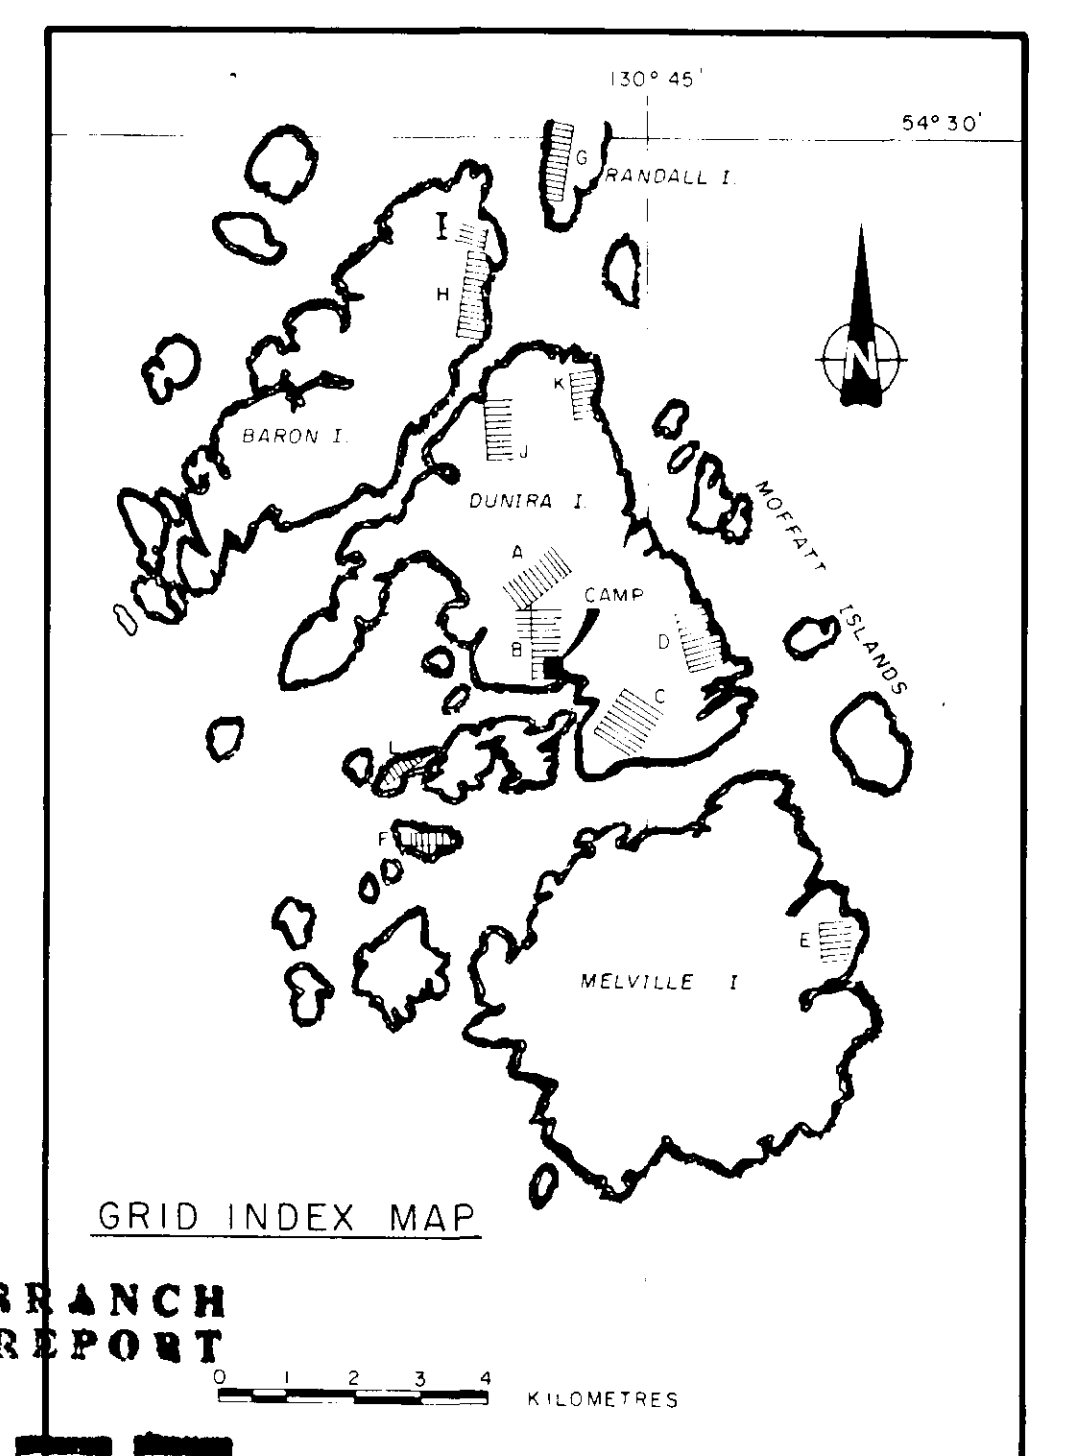 130° 45'
54° 30'
G
RANDALL I.
I
H
N
K
BARON I.
J
DUNIRA I.
MOFFATT
ISLANDS
A
CAMP
B
D
C
L
F
E
MELVILLE I
GRID INDEX MAP
BRANCH
REPORT
0 1 2 3 4
KILOMETRES